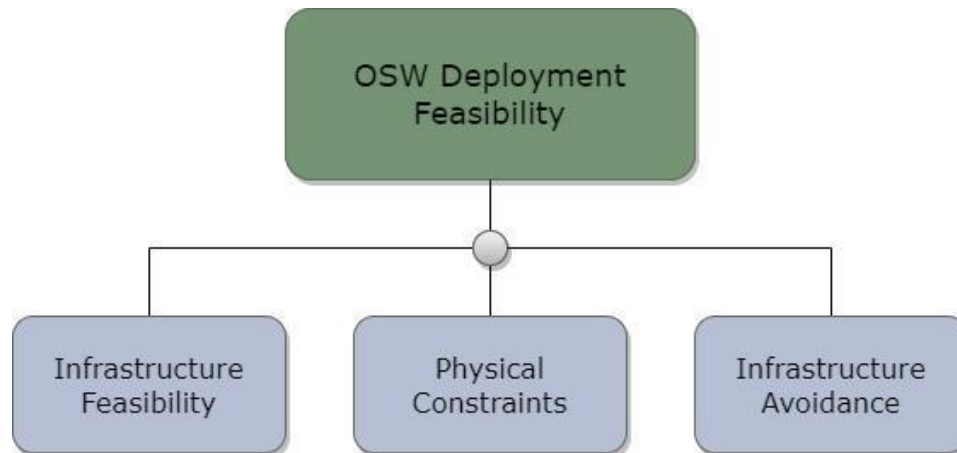 OSW Deployment
Feasibility
Infrastructure
Feasibility
Physical
Constraints
Infrastructure
Avoidance